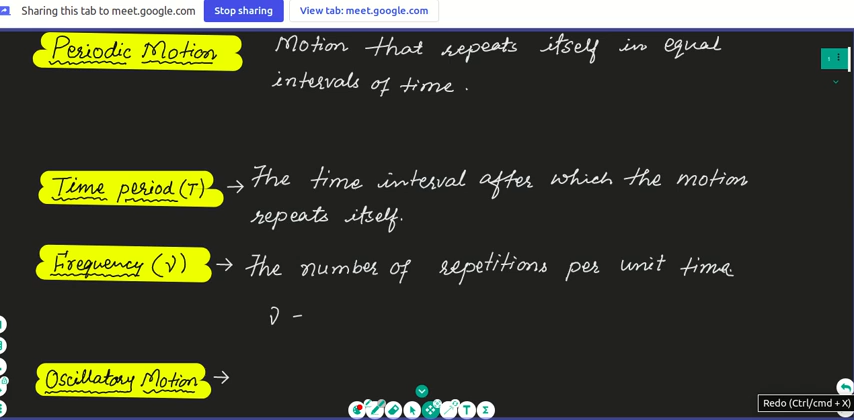 Sharing this tab to meet.google.com
Stop sharing
View tab: meet.google.com
Periodic Motion
Motion that repeats itself in equal
intervals of time.
1
Time period (T) → The time interval after which the motion
repeats itself.
Frequency (ν) → The number of repetitions per unit time.
ν -
Oscillatory Motion →
T
Σ
Redo (Ctrl/cmd + X)